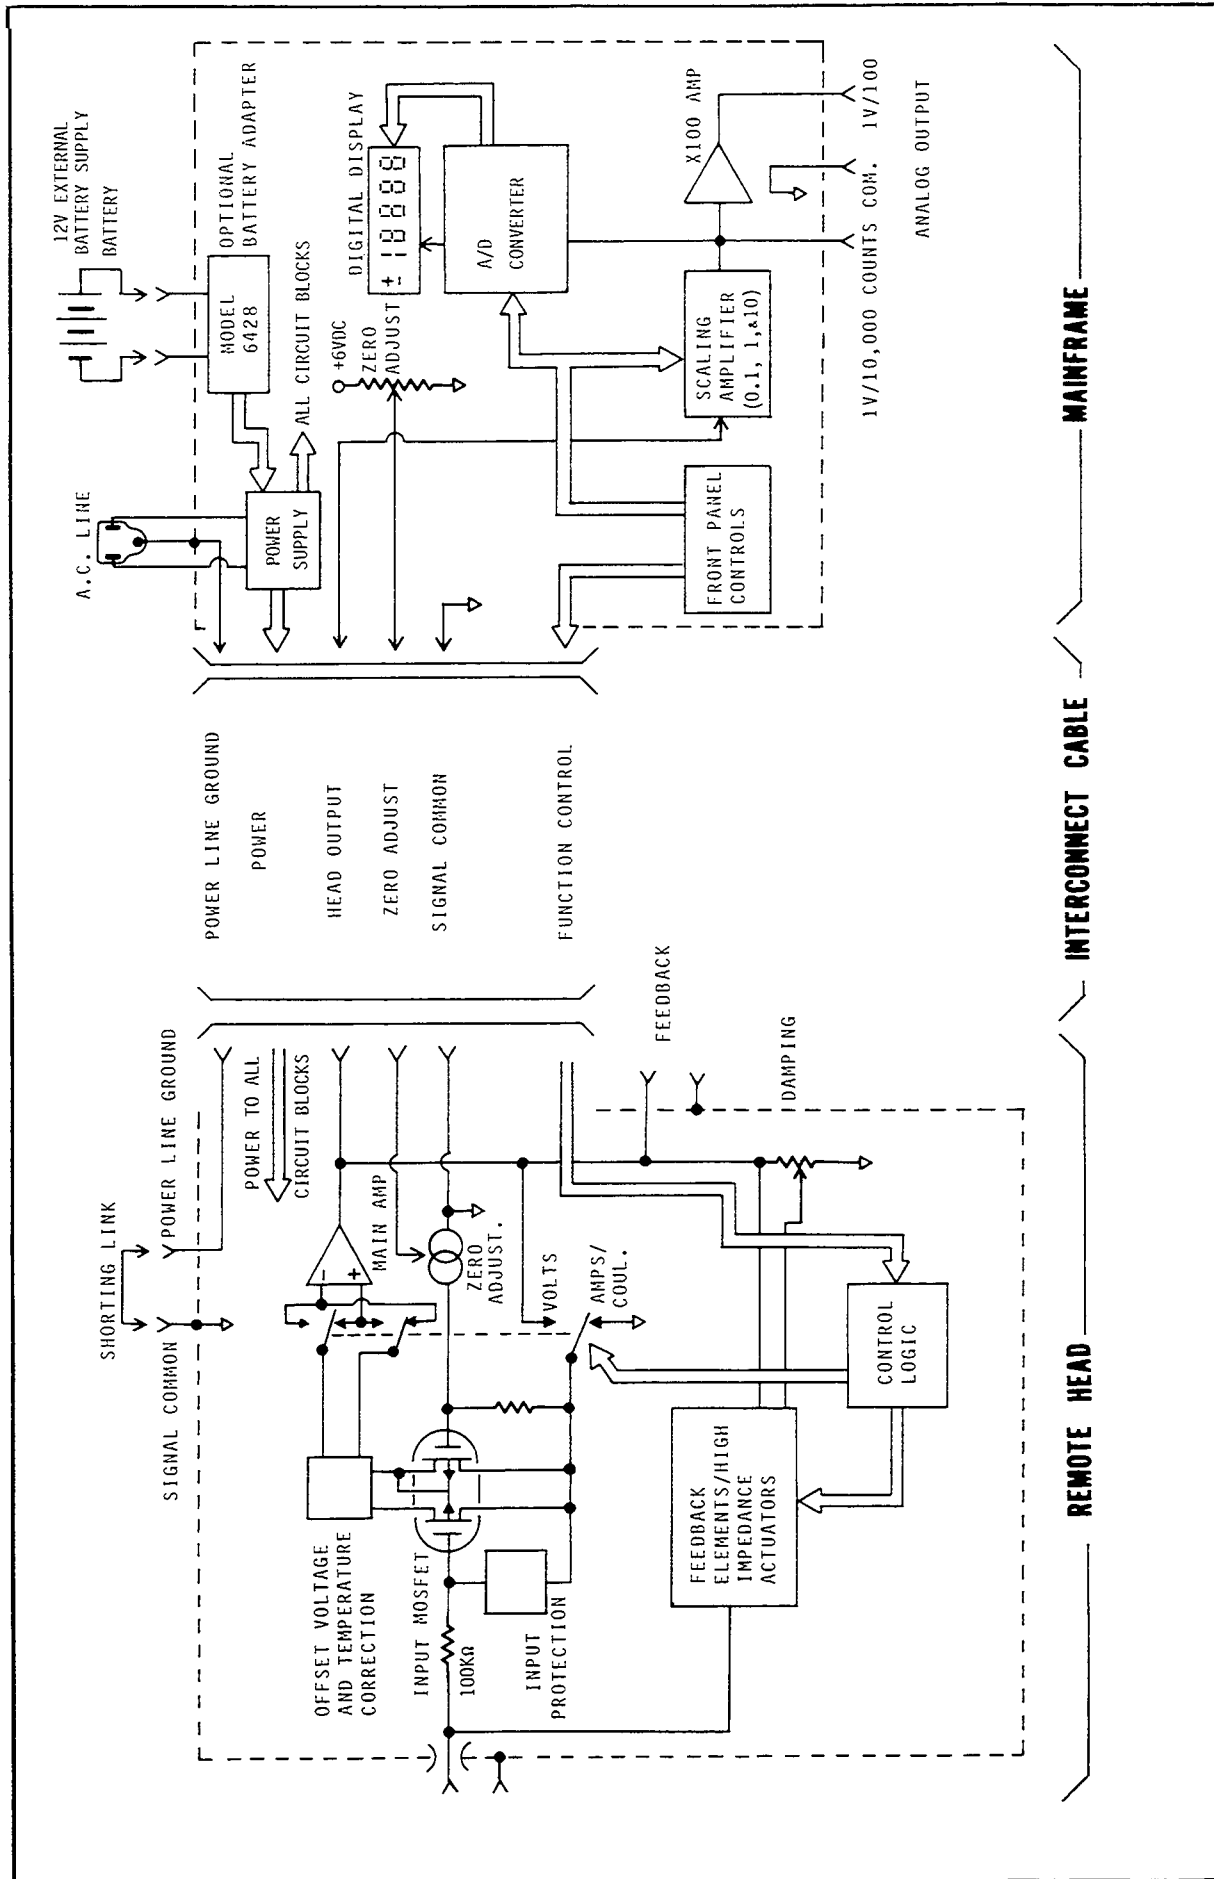 SHORTING LINK
SIGNAL COMMON
POWER LINE GROUND
OFFSET VOLTAGE
AND TEMPERATURE
CORRECTION
POWER TO ALL
CIRCUIT BLOCKS
MAIN AMP
−
+
INPUT MOSFET
100KΩ
ZERO
ADJUST.
INPUT
PROTECTION
VOLTS
AMPS/
COUL.
FEEDBACK
FEEDBACK
ELEMENTS/HIGH
IMPEDANCE
ACTUATORS
DAMPING
CONTROL
LOGIC
REMOTE HEAD
POWER LINE GROUND
POWER
HEAD OUTPUT
ZERO ADJUST
SIGNAL COMMON
FUNCTION CONTROL
INTERCONNECT CABLE
A.C. LINE
12V EXTERNAL
BATTERY SUPPLY
BATTERY
OPTIONAL
BATTERY ADAPTER
MODEL
6428
POWER
SUPPLY
ALL CIRCUIT BLOCKS
+6VDC
ZERO
ADJUST
DIGITAL DISPLAY
± 18888
A/D
CONVERTER
X100 AMP
SCALING
AMPLIFIER
(0.1, 1,&10)
FRONT PANEL
CONTROLS
1V/10,000 COUNTS COM. 1V/100
ANALOG OUTPUT
MAINFRAME